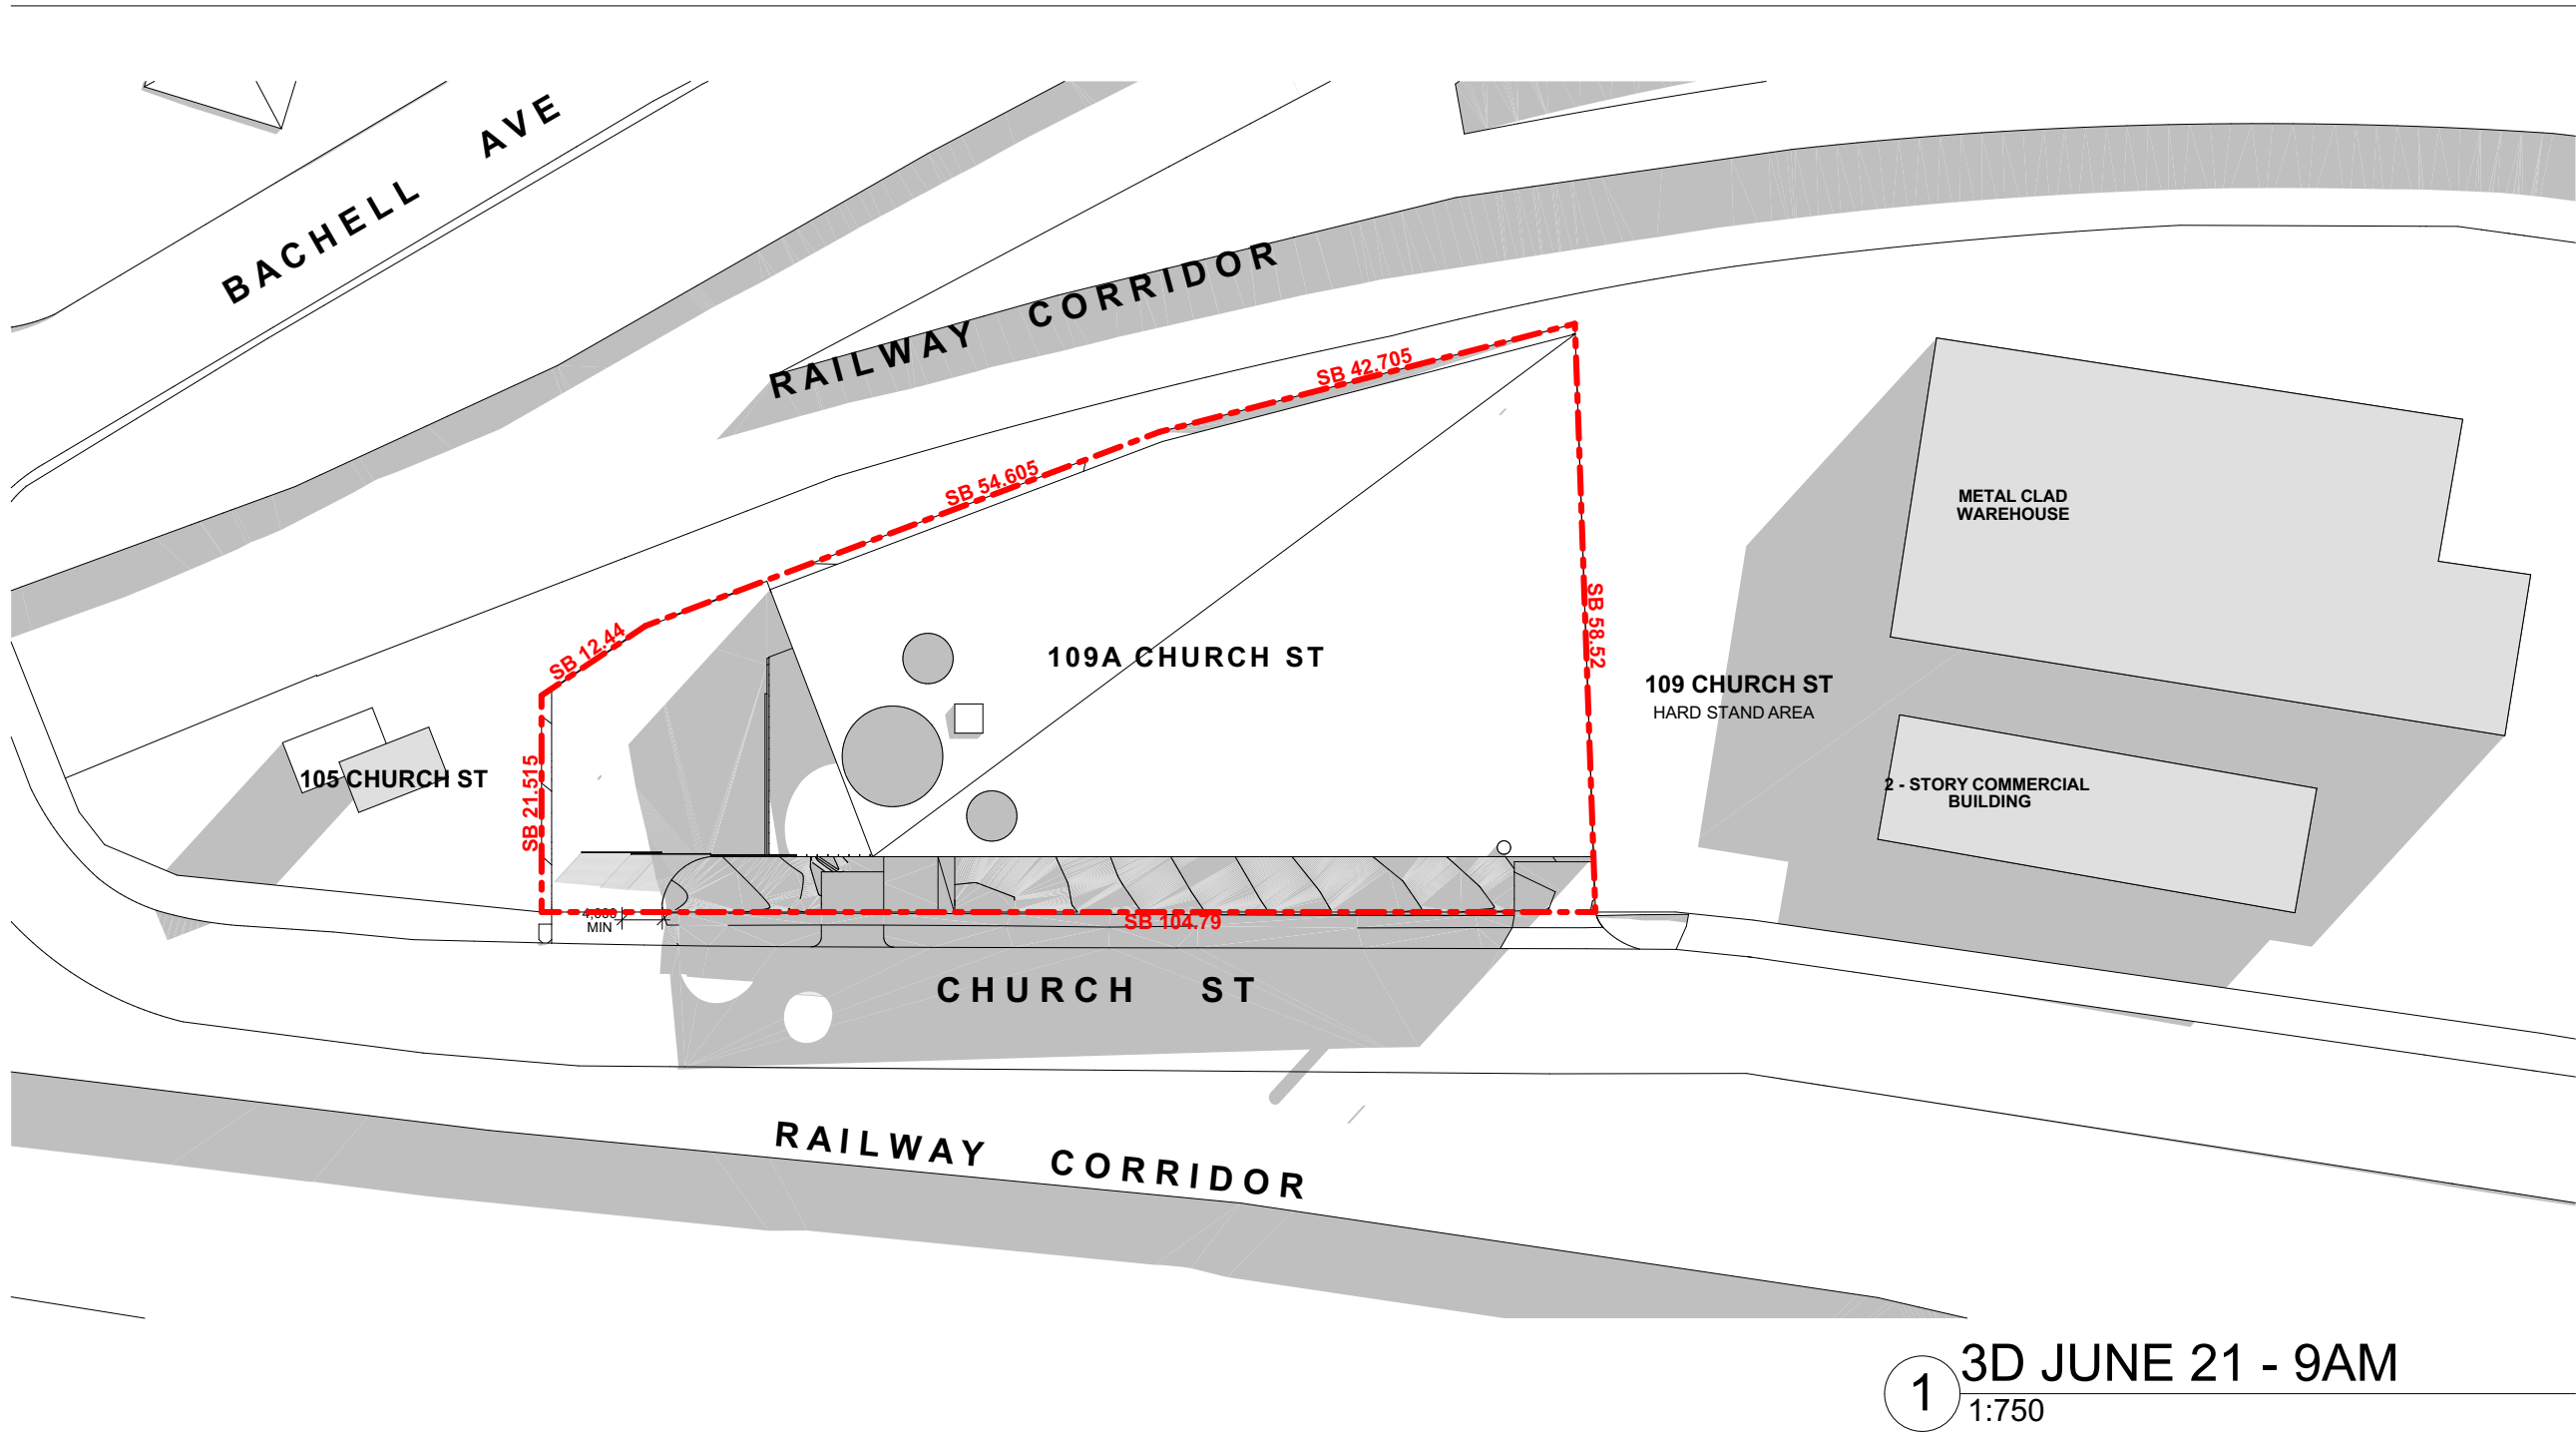 BACHELL AVE
RAILWAY CORRIDOR
SB 42.705
SB 54.605
SB 12.44
SB 21.515
SB 58.52
SB 104.79
METAL CLAD
WAREHOUSE
109A CHURCH ST
109 CHURCH ST
HARD STAND AREA
105 CHURCH ST
2 - STORY COMMERCIAL
BUILDING
MIN
CHURCH ST
RAILWAY CORRIDOR
1
3D JUNE 21 - 9AM
1:750